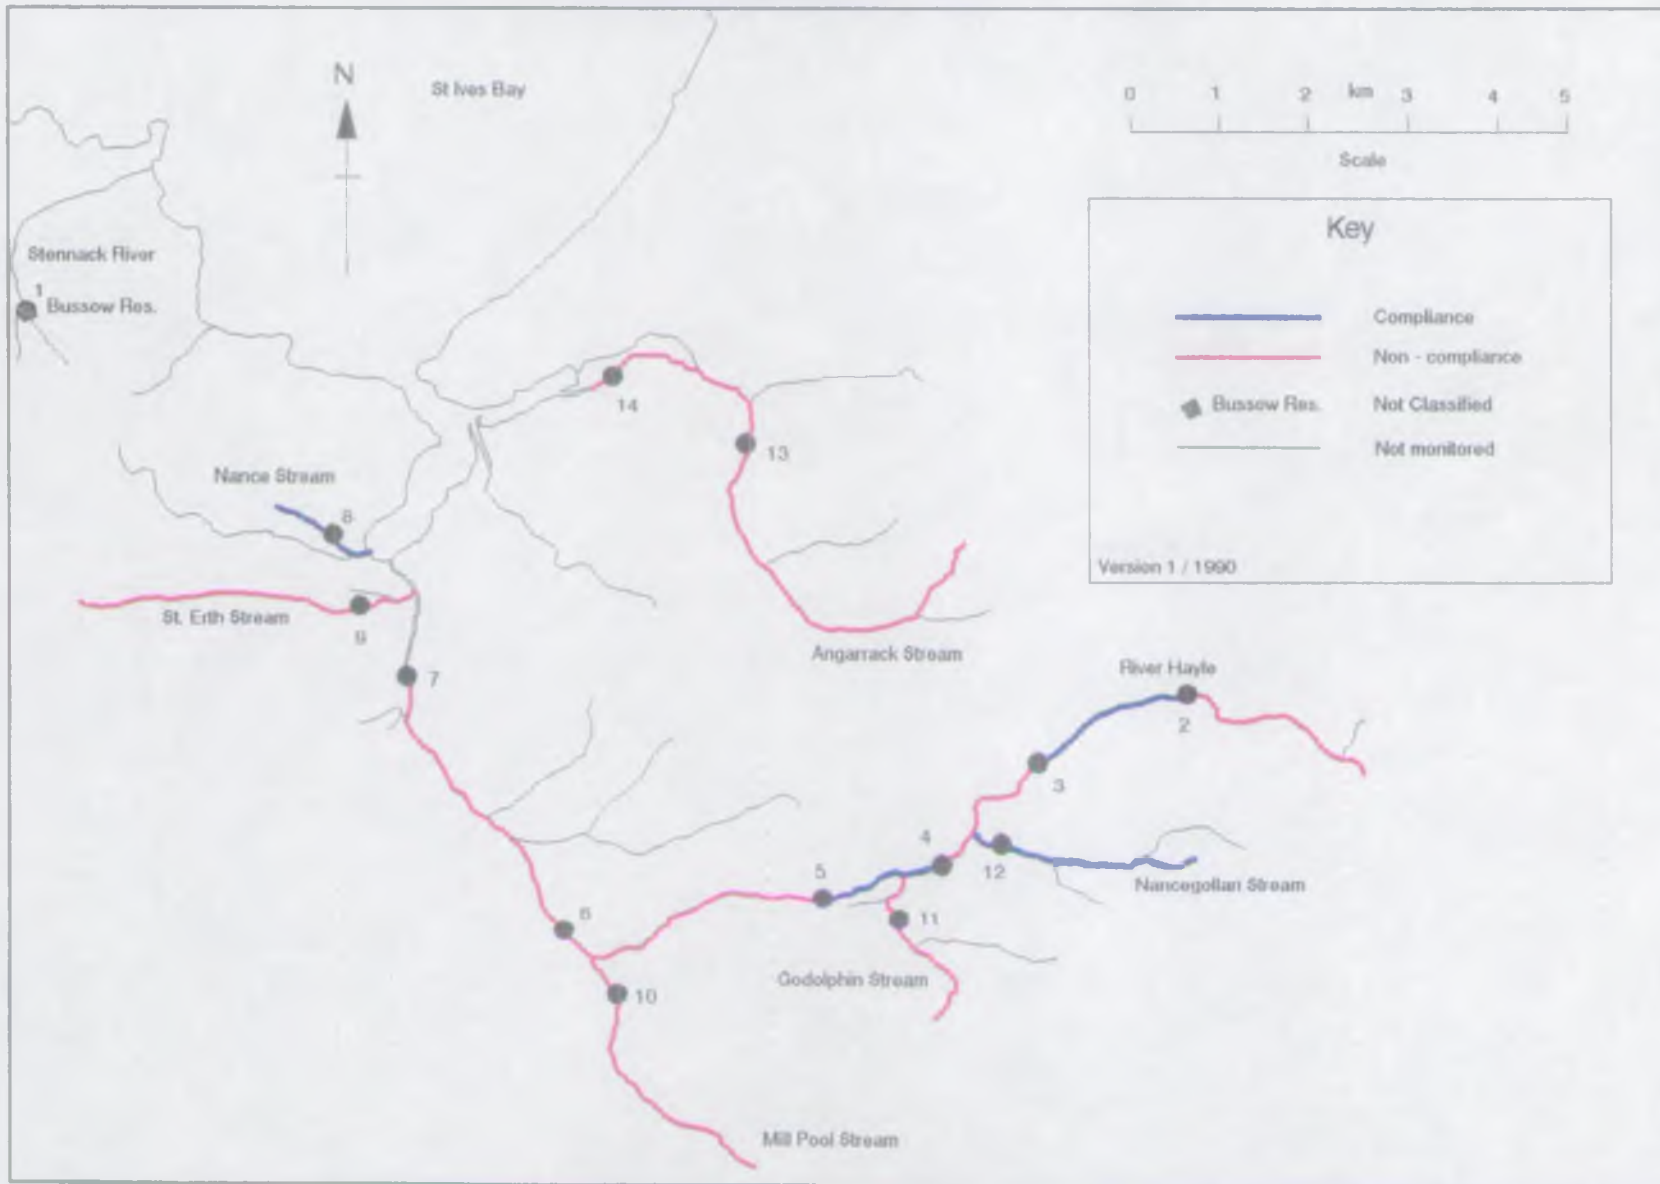 N
St Ives Bay
0 1 2 km 3 4 5
Scale
Key
Compliance
Non - compliance
Bussow Res. Not Classified
Not monitored
Version 1 / 1990
Stennack River
1
Bussow Res.
14
13
Nance Stream
8
St. Erth Stream
9
7
Angarrack Stream
River Hayle
2
3
4
12
5
Nancegollan Stream
6
11
Godolphin Stream
10
Mill Pool Stream